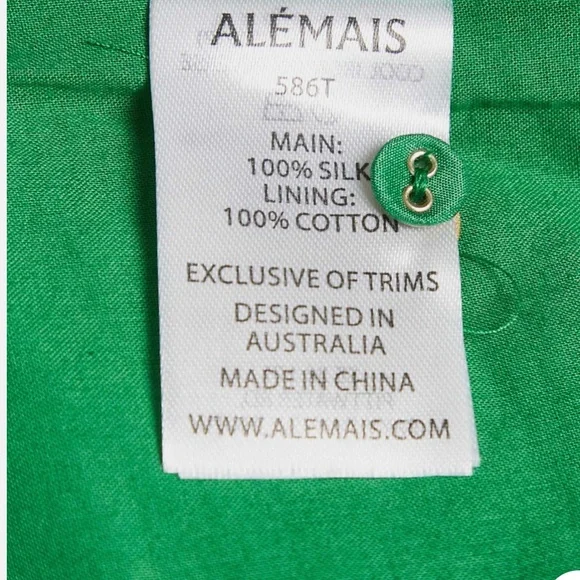 ALÉMAIS
586T
MAIN:
100% SILK
LINING:
100% COTTON
EXCLUSIVE OF TRIMS
DESIGNED IN
AUSTRALIA
MADE IN CHINA
WWW.ALEMAIS.COM